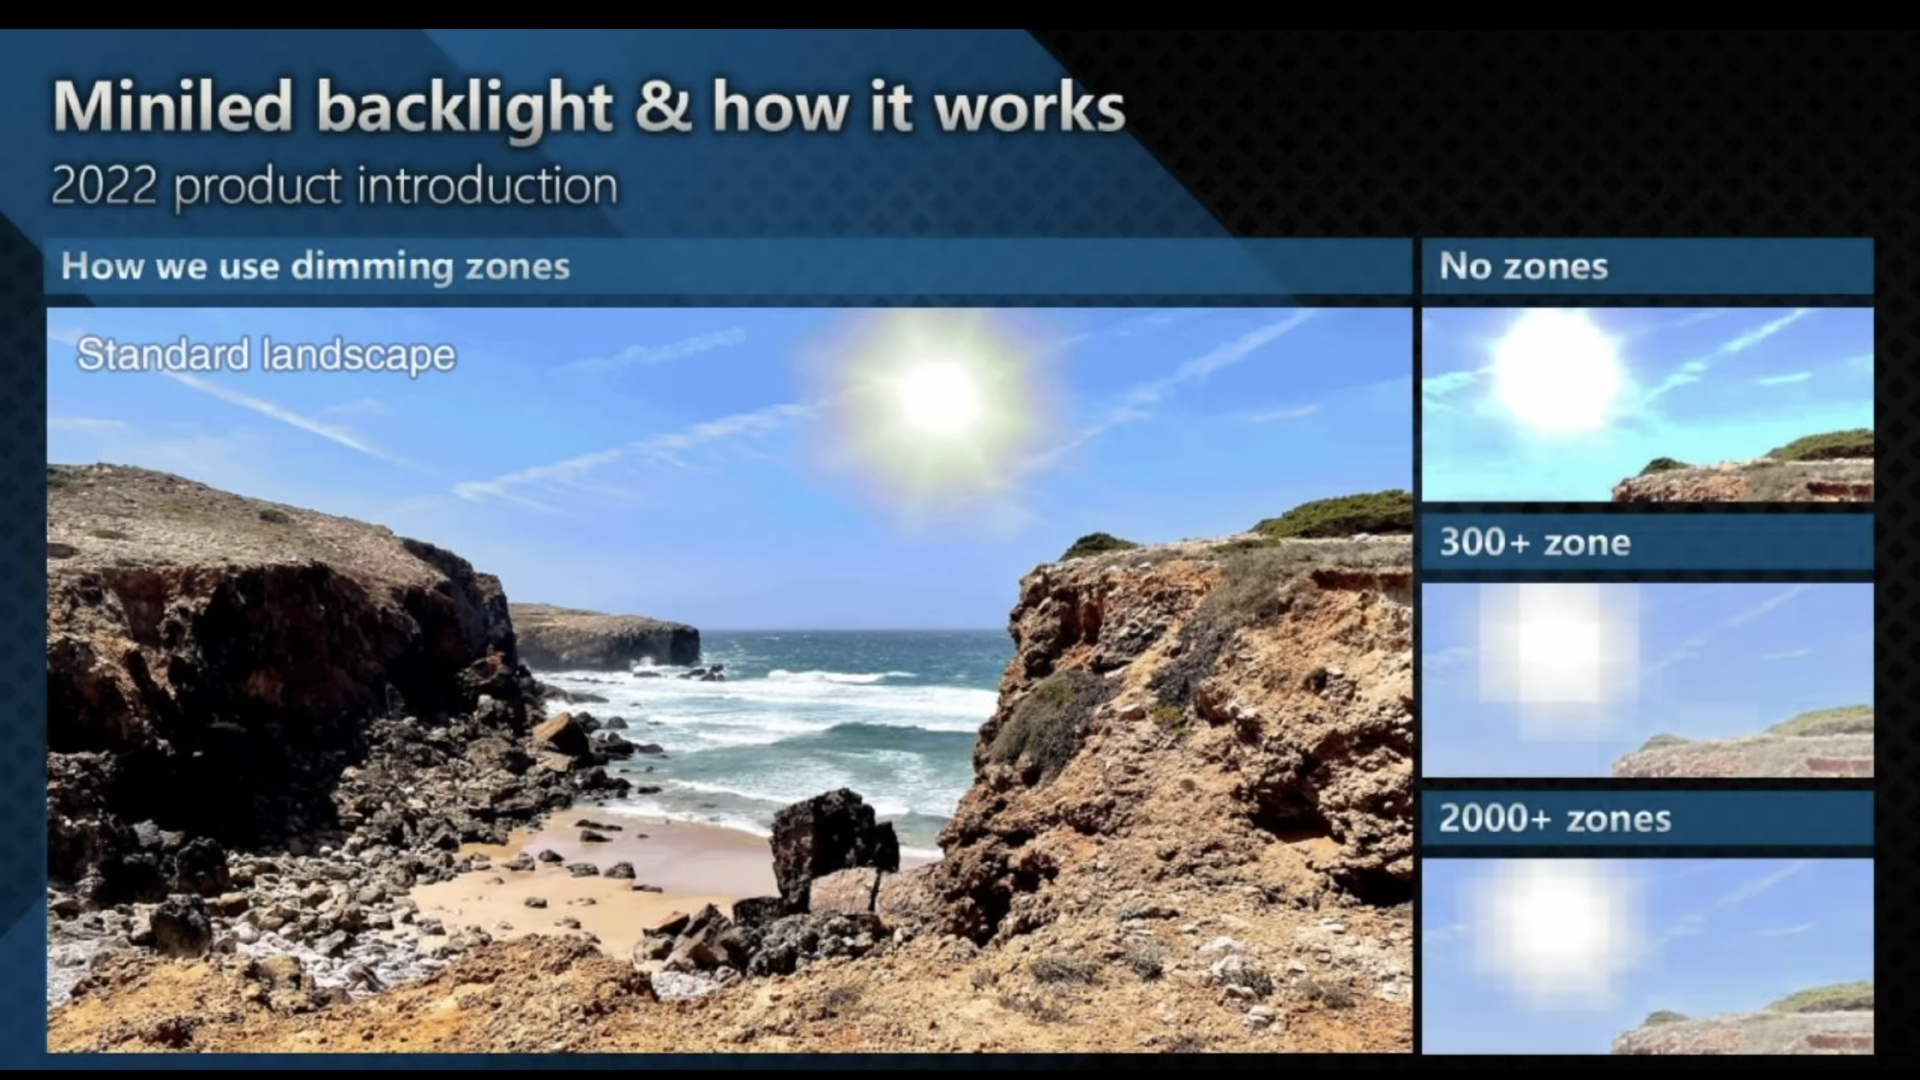 Miniled backlight & how it works
2022 product introduction
How we use dimming zones
Standard landscape
No zones
300+ zone
2000+ zones